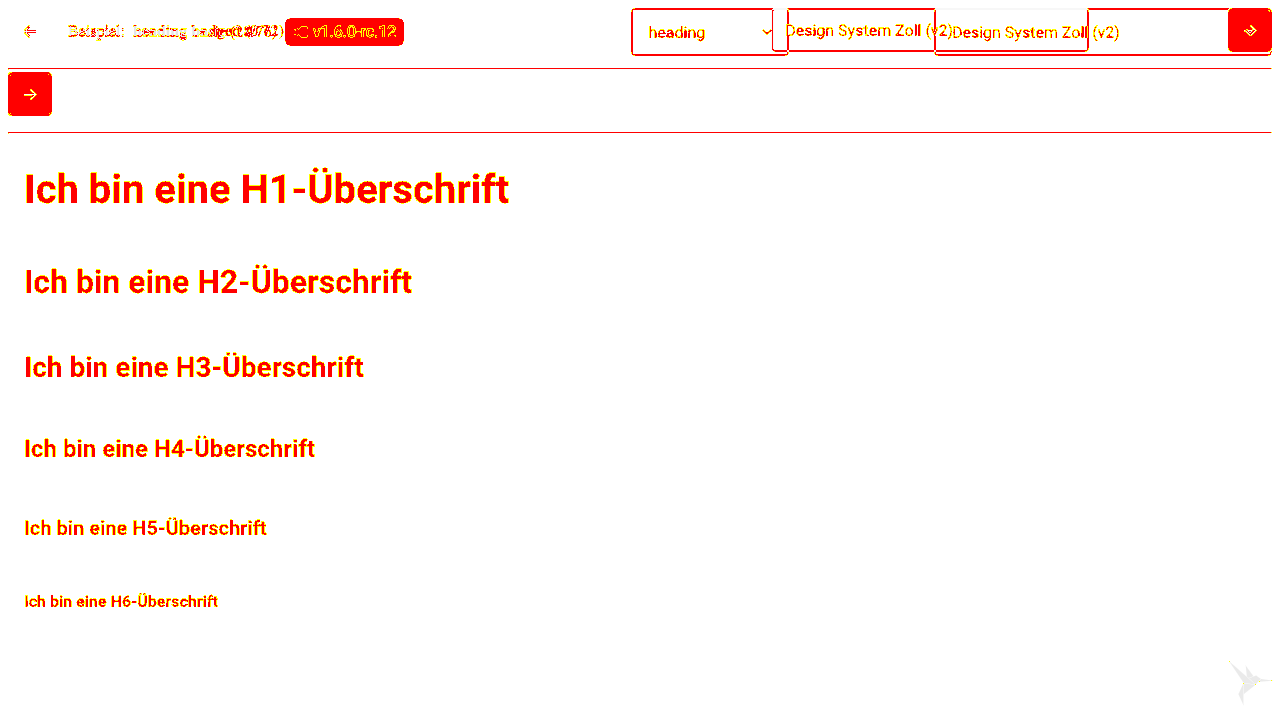 Beispiel: heading v1.6.0-rc.12 heading Design System Zoll (v2) Design System Zoll (v2)
Ich bin eine H1-Überschrift
Ich bin eine H2-Überschrift
Ich bin eine H3-Überschrift
Ich bin eine H4-Überschrift
Ich bin eine H5-Überschrift
Ich bin eine H6-Überschrift